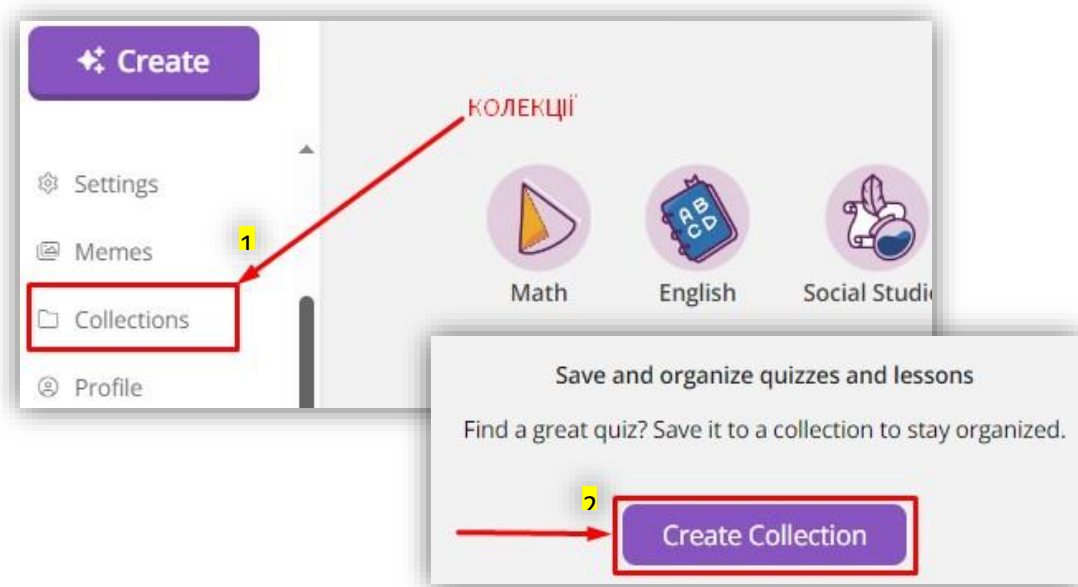 Create
КОЛЕКЦІЇ
Settings
1
Memes
Collections
Profile
ABCD
Math English Social Studi
Save and organize quizzes and lessons
Find a great quiz? Save it to a collection to stay organized.
2
Create Collection